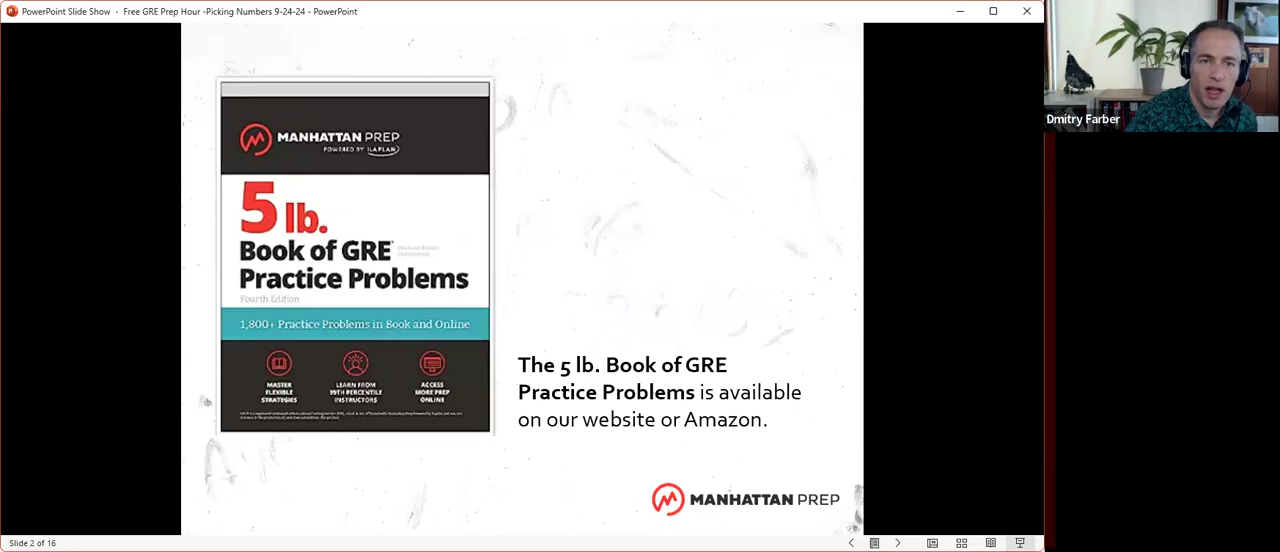 PowerPoint Slide Show - Free GRE Prep Hour -Picking Numbers 9-24-24 - PowerPoint
Dmitry Farber
MANHATTAN PREP
POWERED BY KAPLAN
5 lb.
Book of GRE
Practice Problems
Fourth Edition
1,800+ Practice Problems in Book and Online
MASTER
FLEXIBLE
STRATEGIES
LEARN FROM
99TH PERCENTILE
INSTRUCTORS
ACCESS
MORE PREP
ONLINE
The 5 lb. Book of GRE
Practice Problems is available
on our website or Amazon.
MANHATTAN PREP
Slide 2 of 16